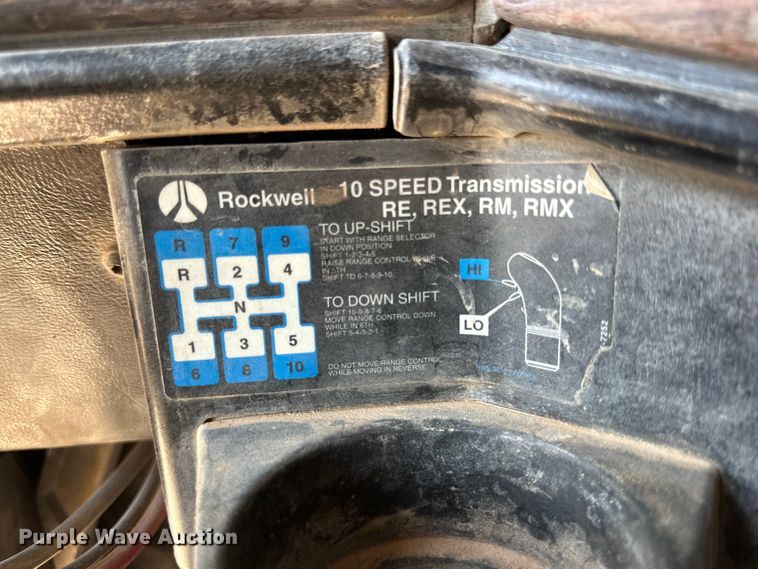 Rockwell 10 SPEED Transmission
RE, REX, RM, RMX
R 7 9
R 2 4
N
1 3 5
6 8 10
TO UP-SHIFT
START WITH RANGE SELECTOR
IN DOWN POSITION
SHIFT 1-2-3-4-5
RAISE RANGE CONTROL WHILE
IN 5TH
SHIFT TO 6-7-8-9-10
TO DOWN SHIFT
SHIFT 10-9-8-7-6
MOVE RANGE CONTROL DOWN
WHILE IN 6TH
SHIFT 5-4-3-2-1
DO NOT MOVE RANGE CONTROL
WHILE MOVING IN REVERSE
HI
LO
-7252
Purple Wave Auction